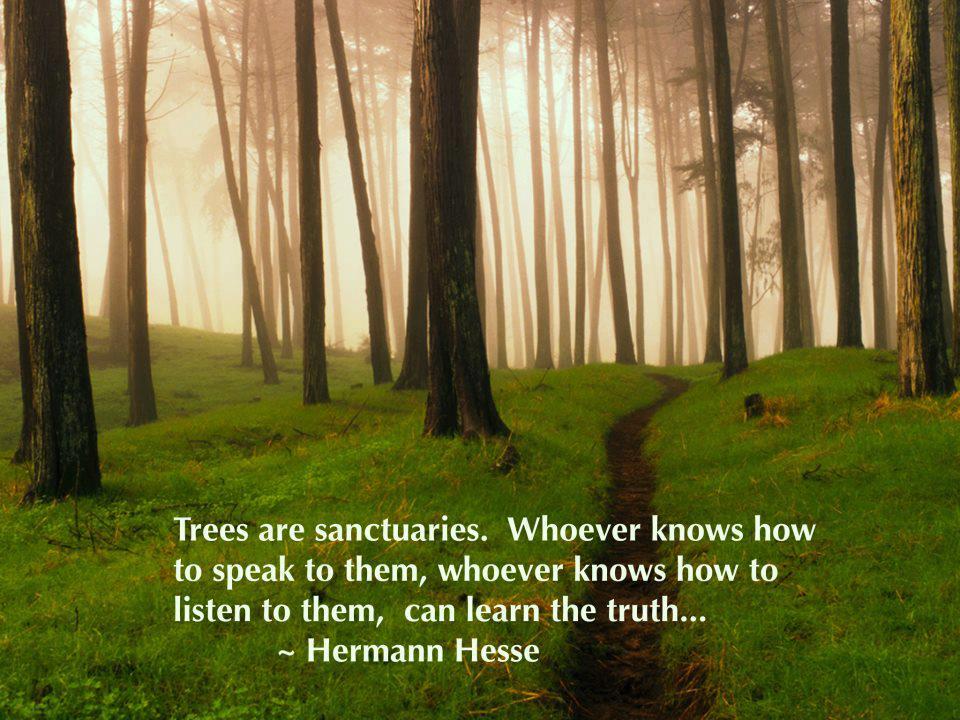 Trees are sanctuaries.  Whoever knows how
to speak to them, whoever knows how to
listen to them,  can learn the truth...
~ Hermann Hesse